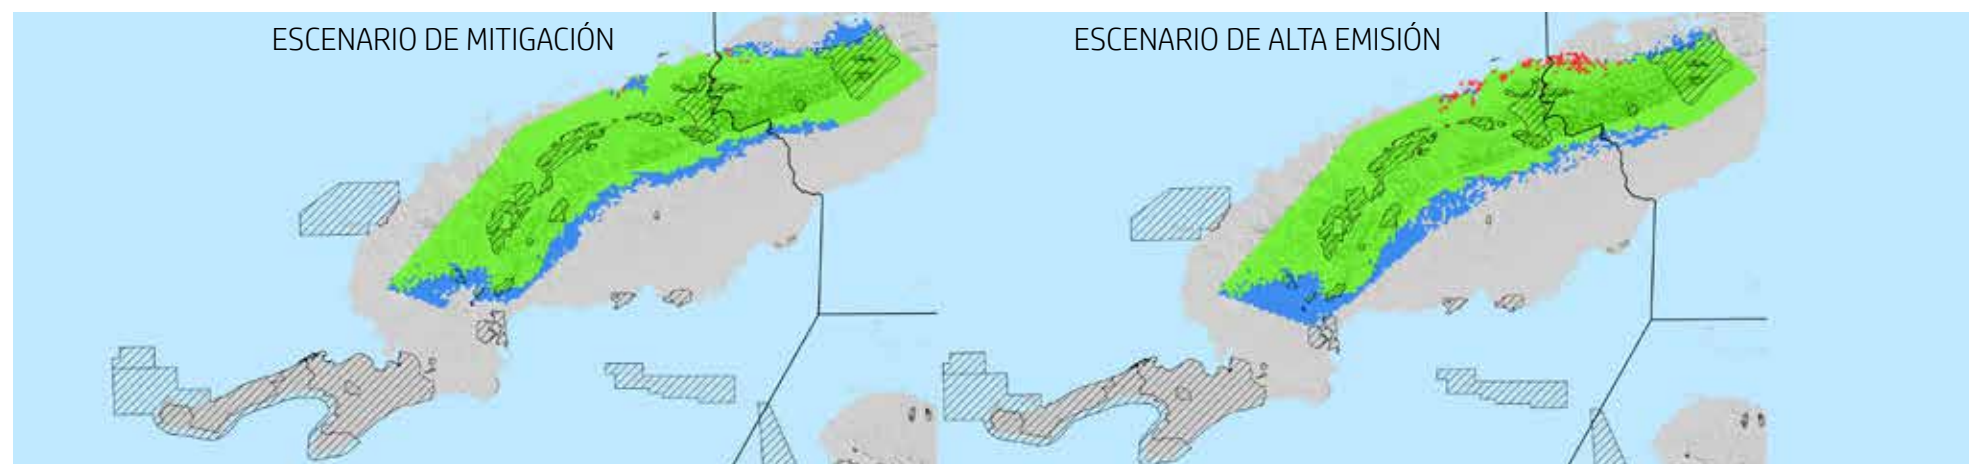 ESCENARIO DE MITIGACIÓN
ESCENARIO DE ALTA EMISIÓN